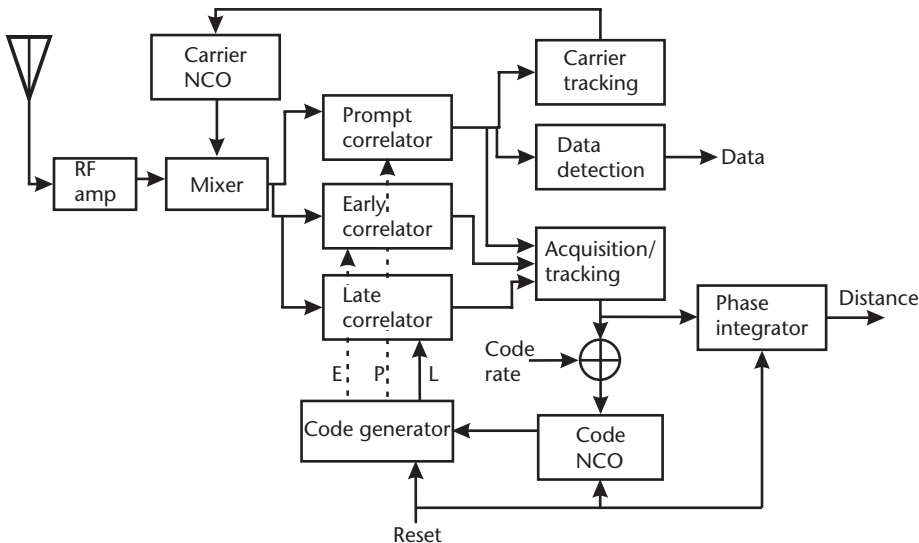 Carrier
NCO
Carrier
tracking
Prompt
correlator
Data
detection
Data
RF
amp
Mixer
Early
correlator
Acquisition/
tracking
Late
correlator
Phase
integrator
Distance
Code
rate
E
P
L
Code generator
Code
NCO
Reset